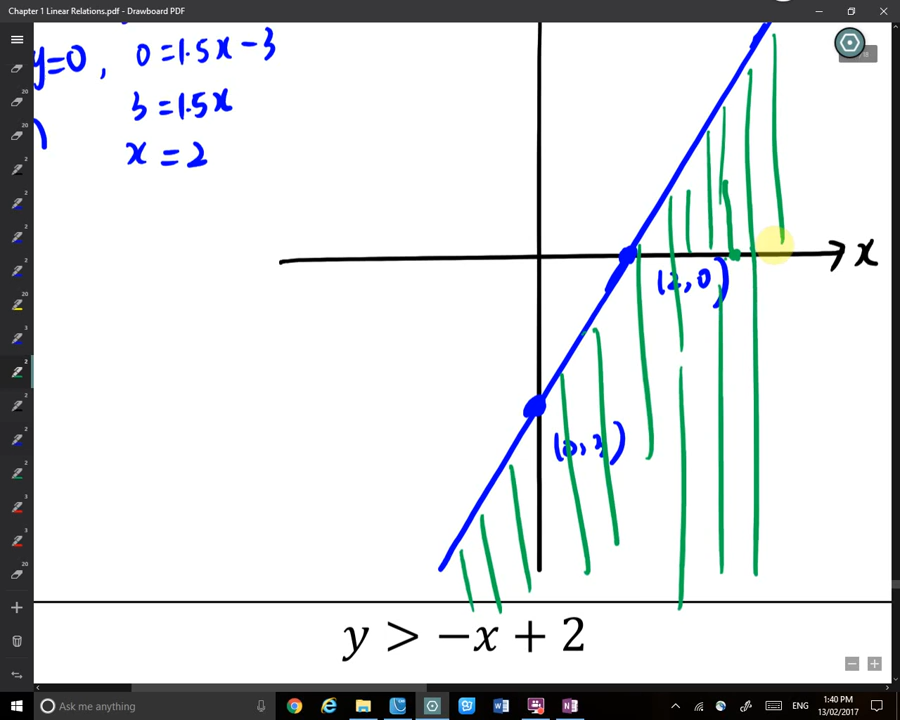 Chapter 1 Linear Relations.pdf - Drawboard PDF
y=0, 0=1.5x-3
3=1.5x
x=2
x
(2,0)
y > −x + 2
Ask me anything
ENG
1:40 PM
13/02/2017